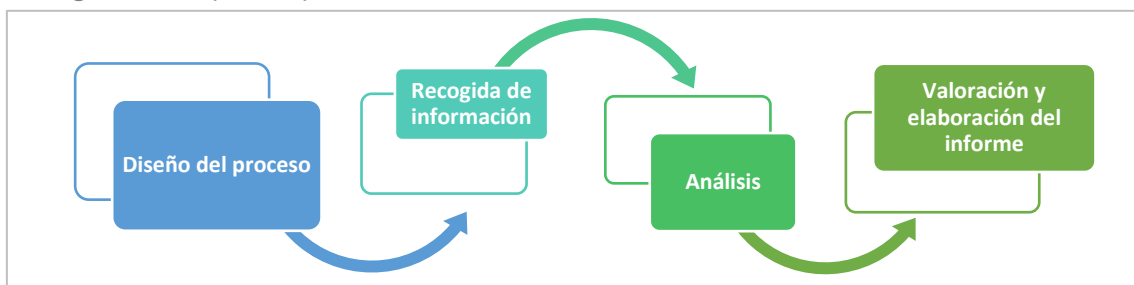 Diseño del proceso
Recogida de
información
Análisis
Valoración y
elaboración del
informe